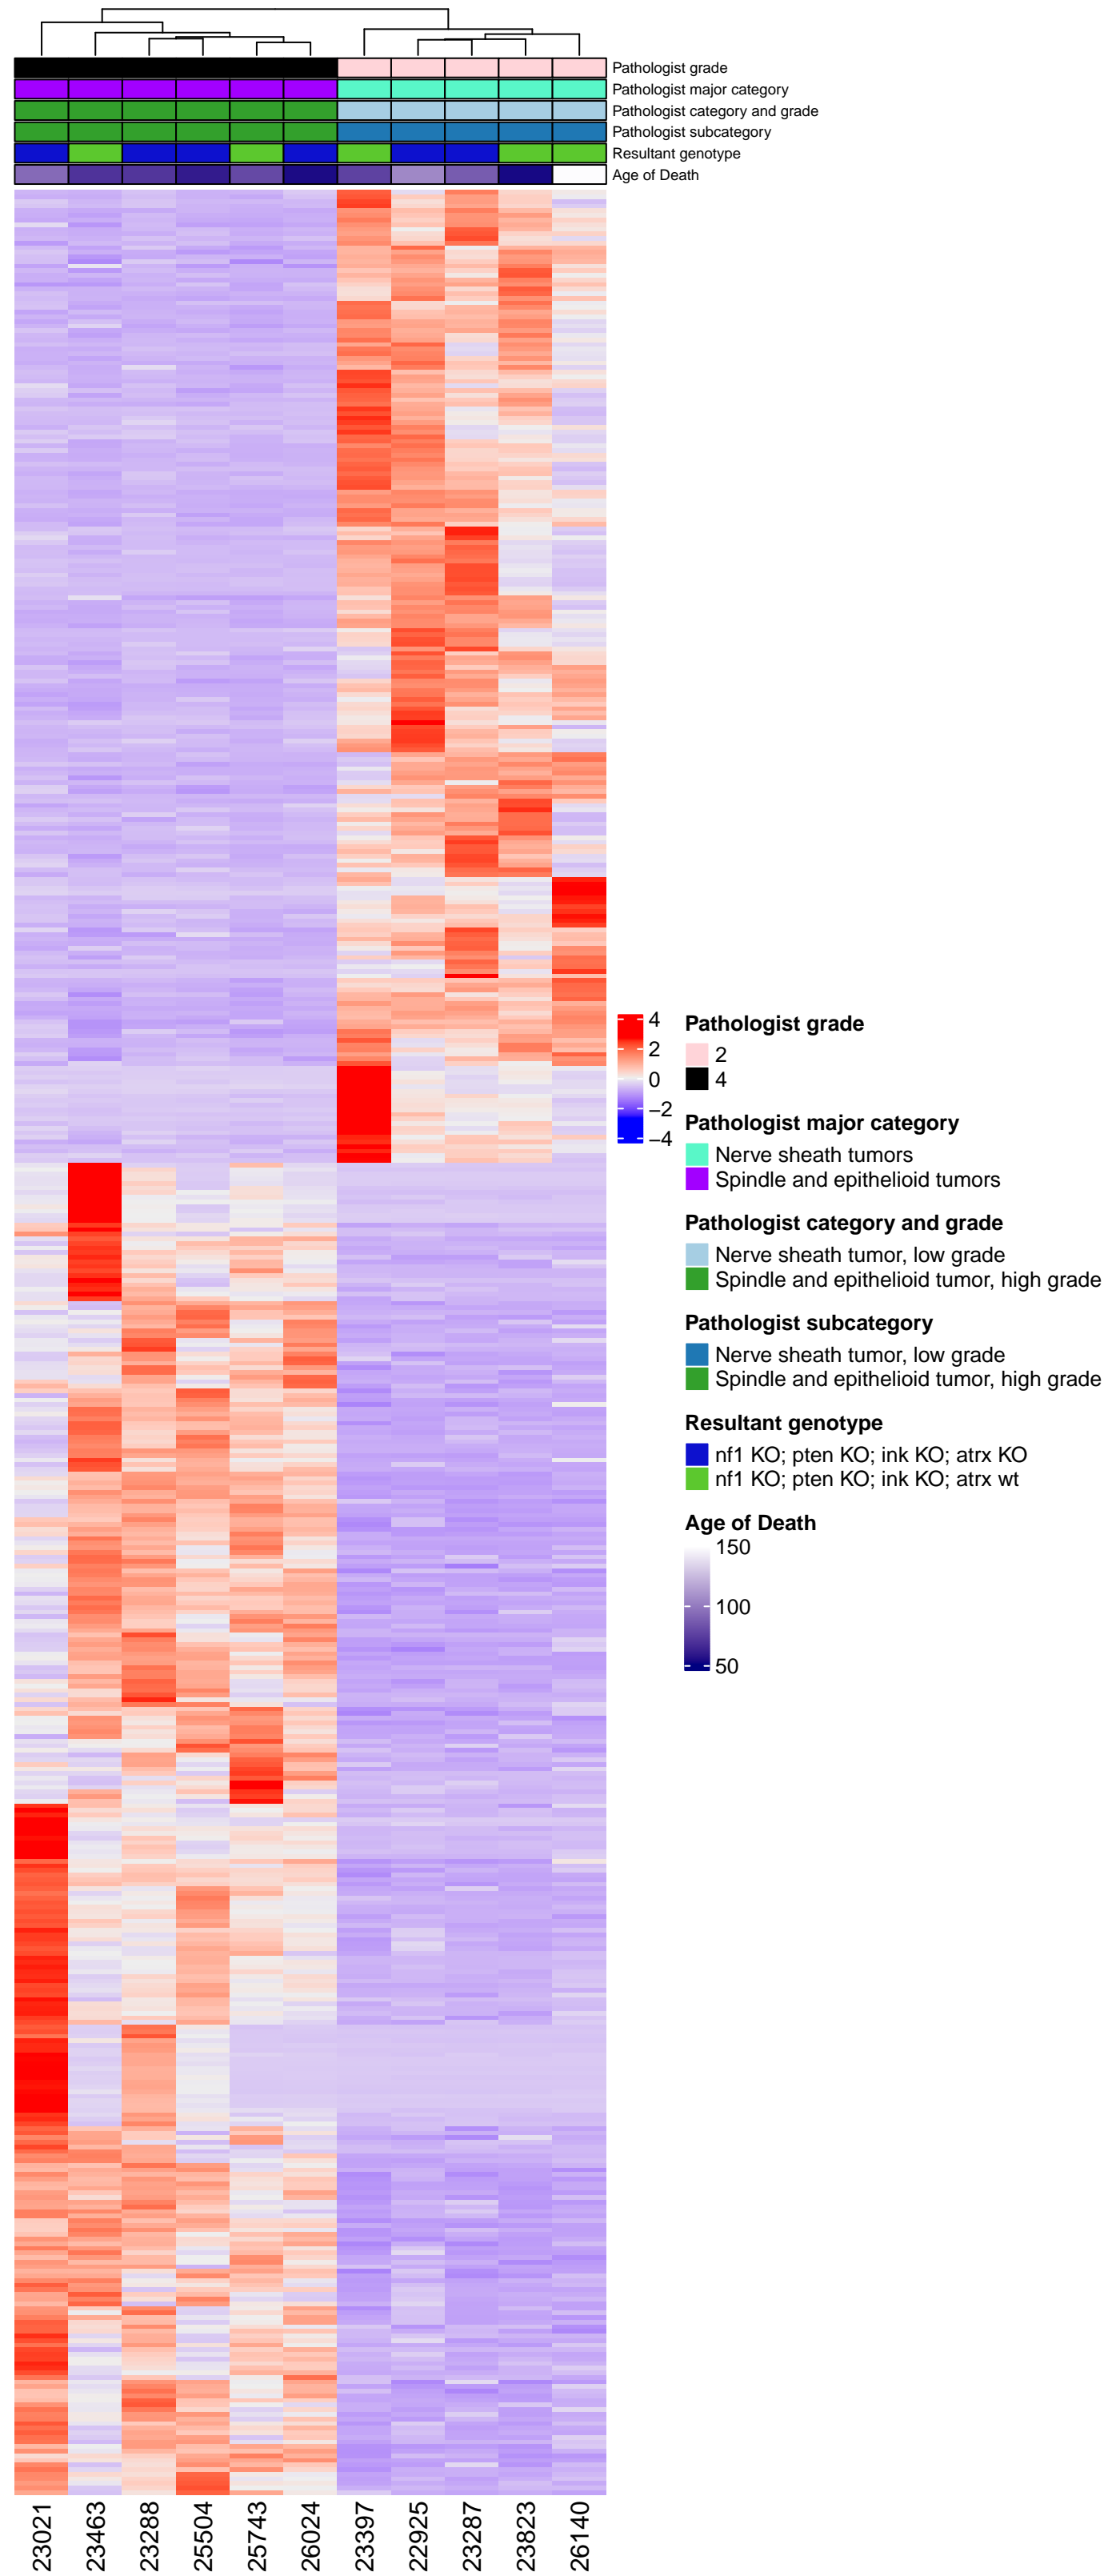 Pathologist grade
Pathologist major category
Pathologist category and grade
Pathologist subcategory
Resultant genotype
Age of Death
4
2
0
−2
−4
Pathologist grade
2
4
Pathologist major category
Nerve sheath tumors
Spindle and epithelioid tumors
Pathologist category and grade
Nerve sheath tumor, low grade
Spindle and epithelioid tumor, high grade
Pathologist subcategory
Nerve sheath tumor, low grade
Spindle and epithelioid tumor, high grade
Resultant genotype
nf1 KO; pten KO; ink KO; atrx KO
nf1 KO; pten KO; ink KO; atrx wt
Age of Death
150
100
50
23021
23463
23288
25504
25743
26024
23397
22925
23287
23823
26140